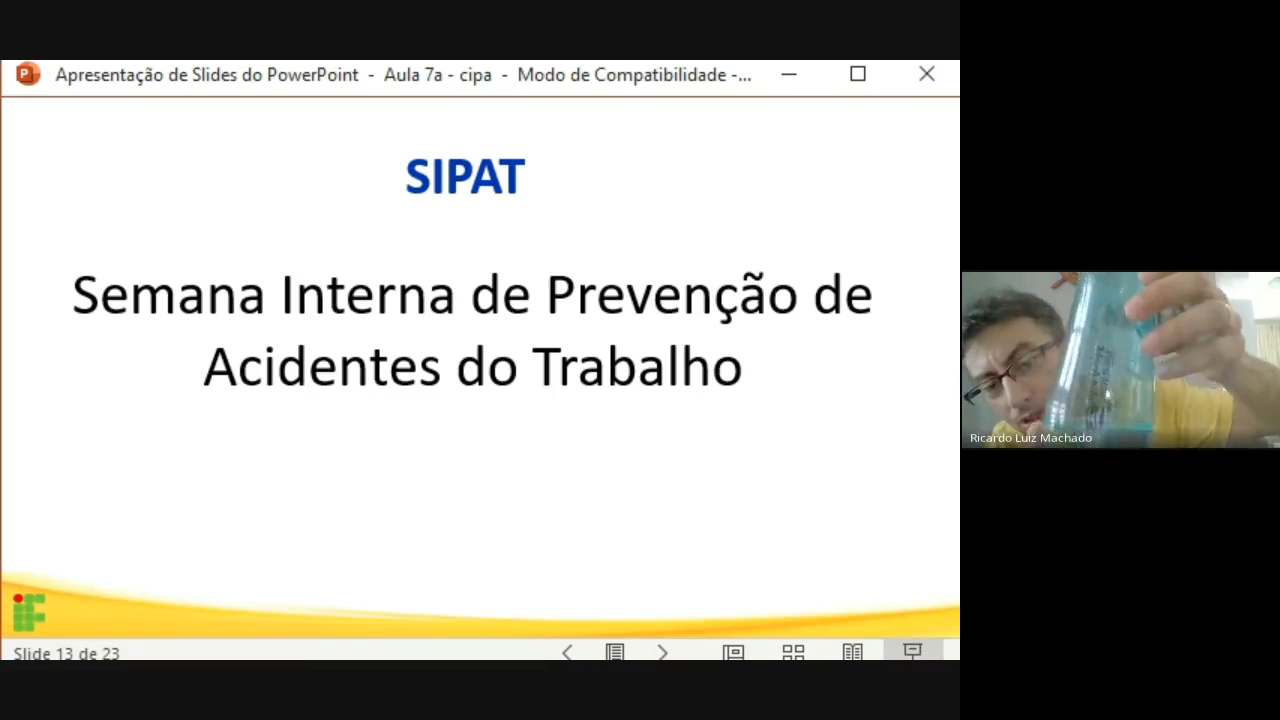 Apresentação de Slides do PowerPoint - Aula 7a - cipa - Modo de Compatibilidade -...
SIPAT
Semana Interna de Prevenção de
Acidentes do Trabalho
Ricardo Luiz Machado
Slide 13 de 23